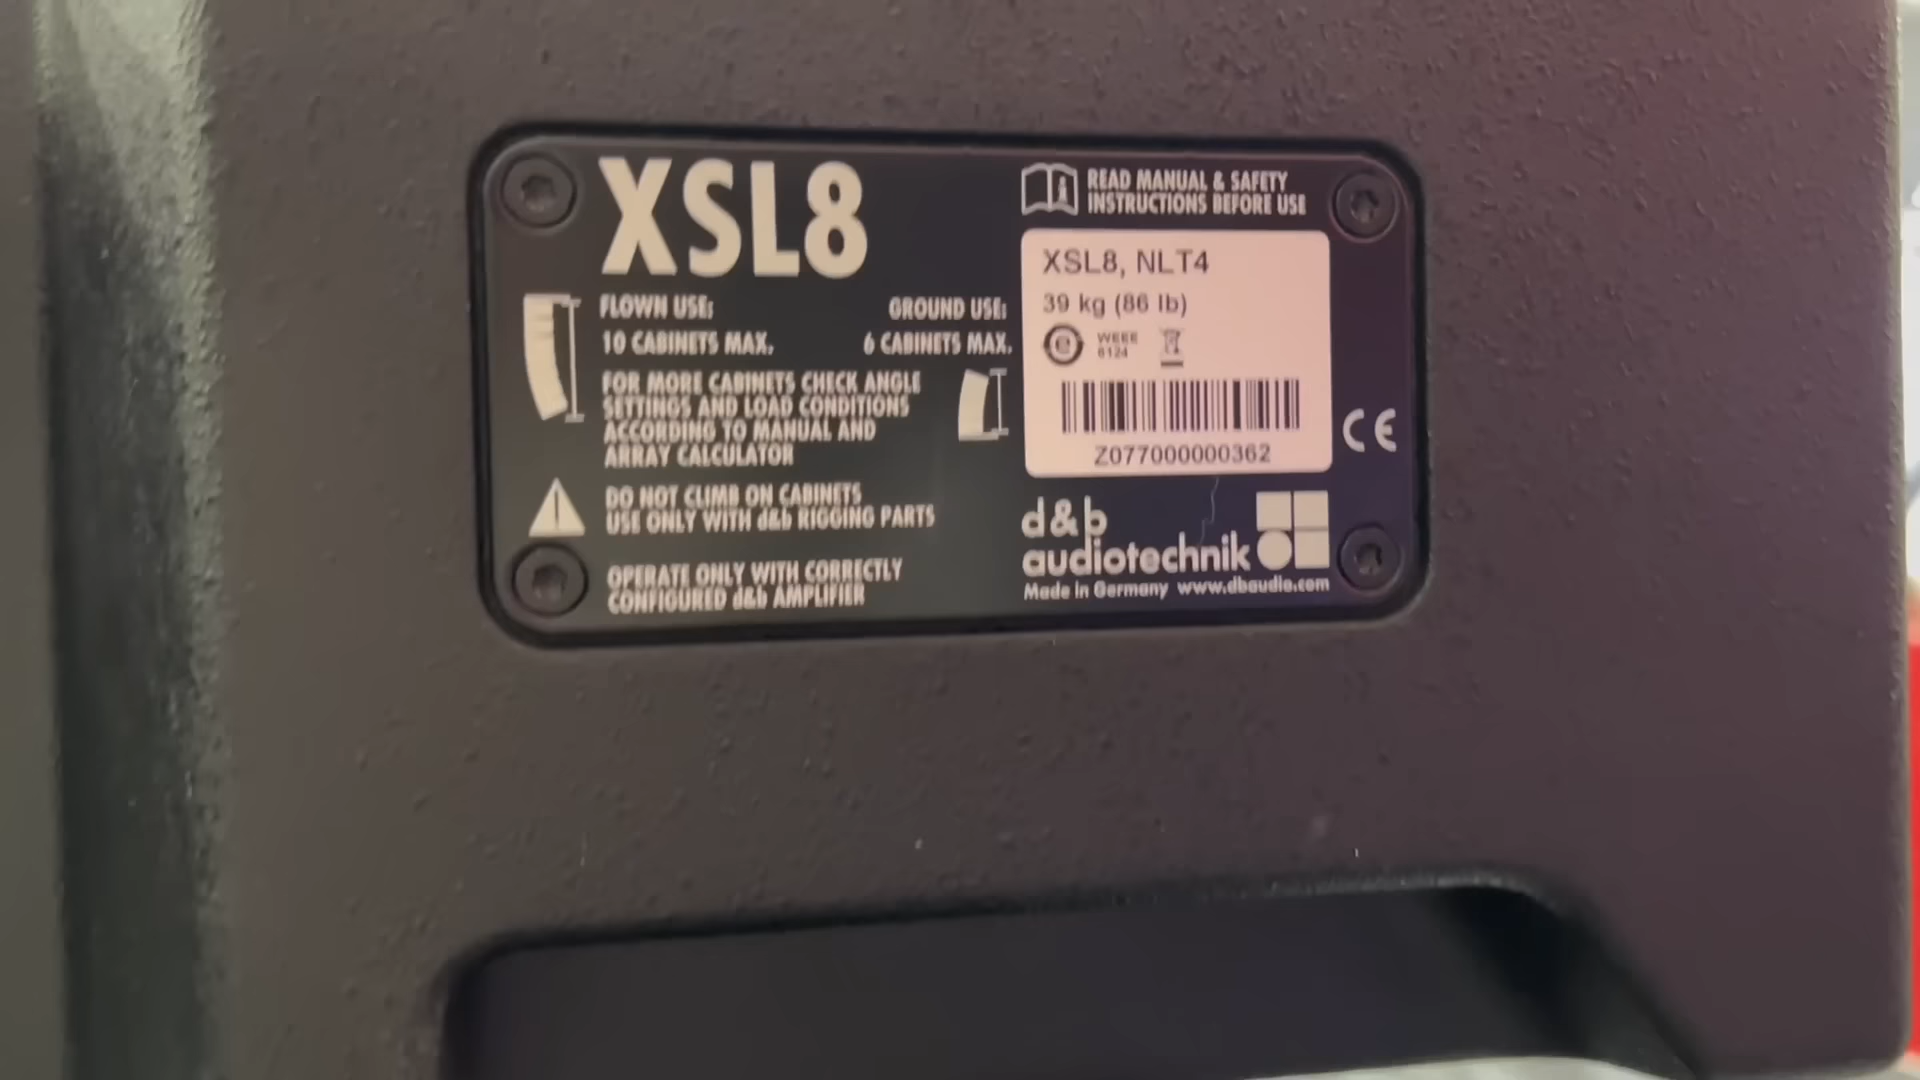 XSL8
FLOWN USE:
10 CABINETS MAX.
GROUND USE:
6 CABINETS MAX.
FOR MORE CABINETS CHECK ANGLE
SETTINGS AND LOAD CONDITIONS
ACCORDING TO MANUAL AND
ARRAY CALCULATOR
DO NOT CLIMB ON CABINETS
USE ONLY WITH d&b RIGGING PARTS
OPERATE ONLY WITH CORRECTLY
CONFIGURED d&b AMPLIFIER
READ MANUAL & SAFETY
INSTRUCTIONS BEFORE USE
XSL8, NLT4
39 kg (86 lb)
e
WEEE
6124
Z077000000362
CE
d&b
audiotechnik
Made in Germany www.dbaudio.com